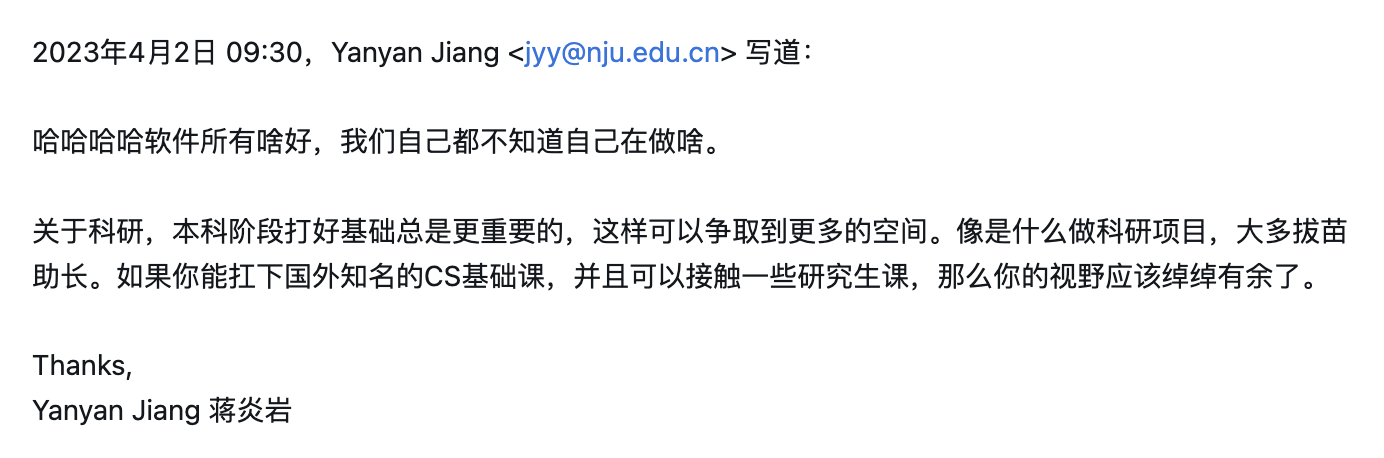 2023年4月2日 09:30，Yanyan Jiang <jyy@nju.edu.cn> 写道：
哈哈哈哈软件所有啥好，我们自己都不知道自己在做啥。
关于科研，本科阶段打好基础总是更重要的，这样可以争取到更多的空间。像是什么做科研项目，大多拔苗
助长。如果你能扛下国外知名的CS基础课，并且可以接触一些研究生课，那么你的视野应该绰绰有余了。
Thanks,
Yanyan Jiang 蒋炎岩